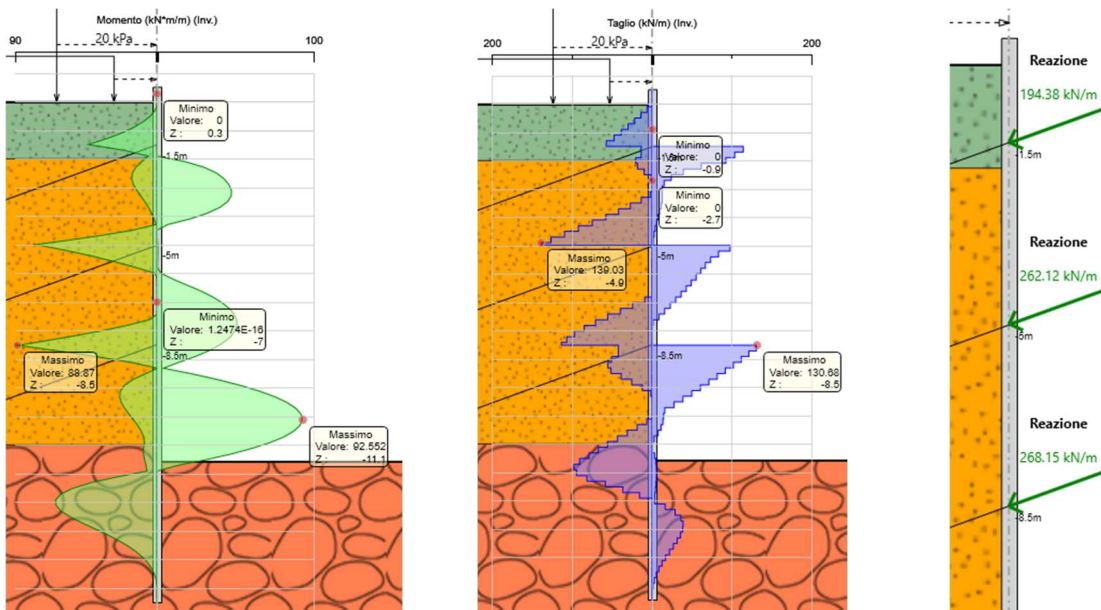 Momento (kN*m/m) (Inv.)
90
20 kPa
100
Minimo
Valore: 0
Z : 0.3
-1.5m
-5m
Minimo
Valore: 1.2474E-16
Z : -7
Massimo
Valore: 88.87
Z : -8.5
-8.5m
Massimo
Valore: 92.552
Z : -11.1
Taglio (kN/m) (Inv.)
200
20 kPa
200
Minimo
Valore: 0
Z : -0.9
Minimo
Valore: 0
Z : -2.7
-5m
Massimo
Valore: 139.03
Z : -4.9
-8.5m
Massimo
Valore: 130.68
Z : -8.5
Reazione
194.38 kN/m
-1.5m
Reazione
262.12 kN/m
-5m
Reazione
268.15 kN/m
-8.5m